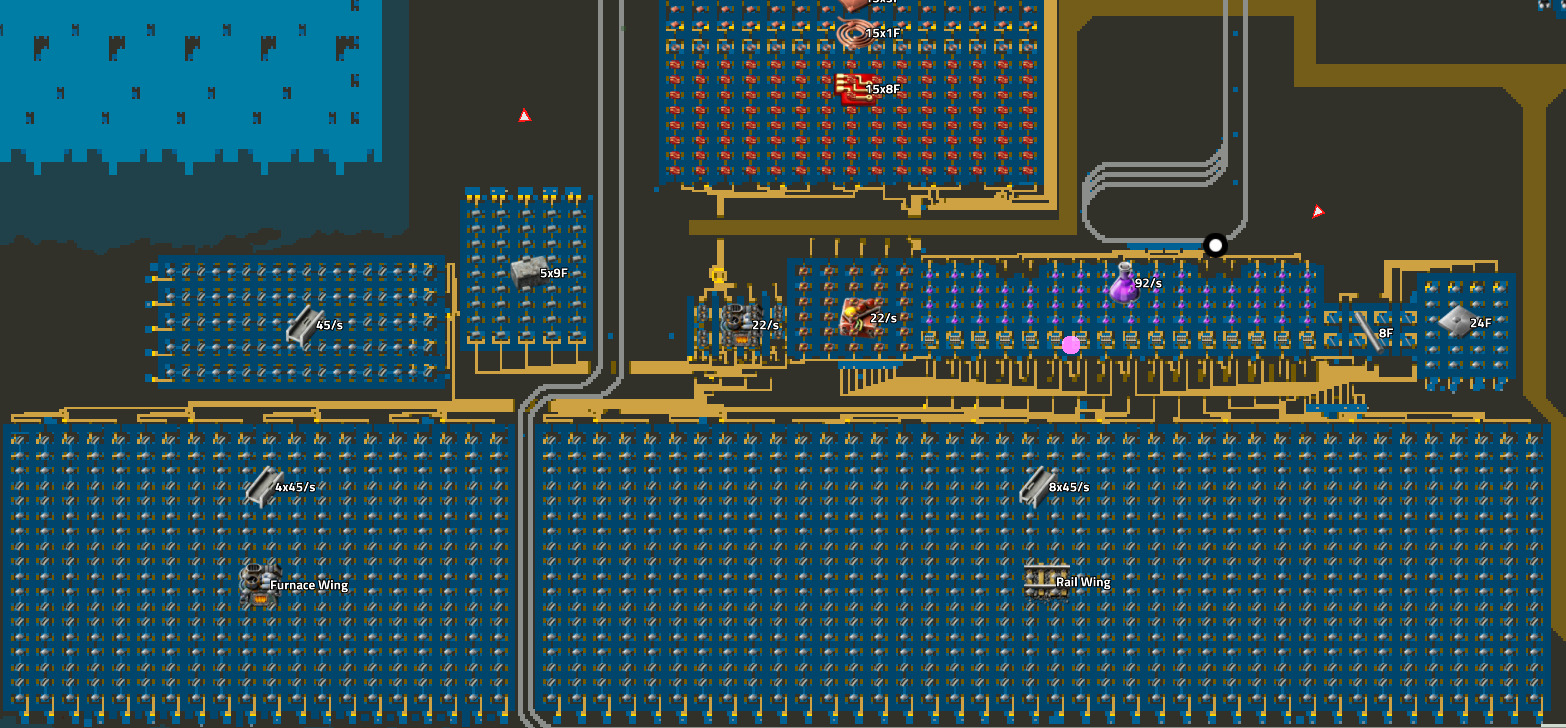 15x1F
15x8F
5x9F
92/s
45/s
22/s
22/s
8F
24F
4x45/s
8x45/s
Furnace Wing
Rail Wing